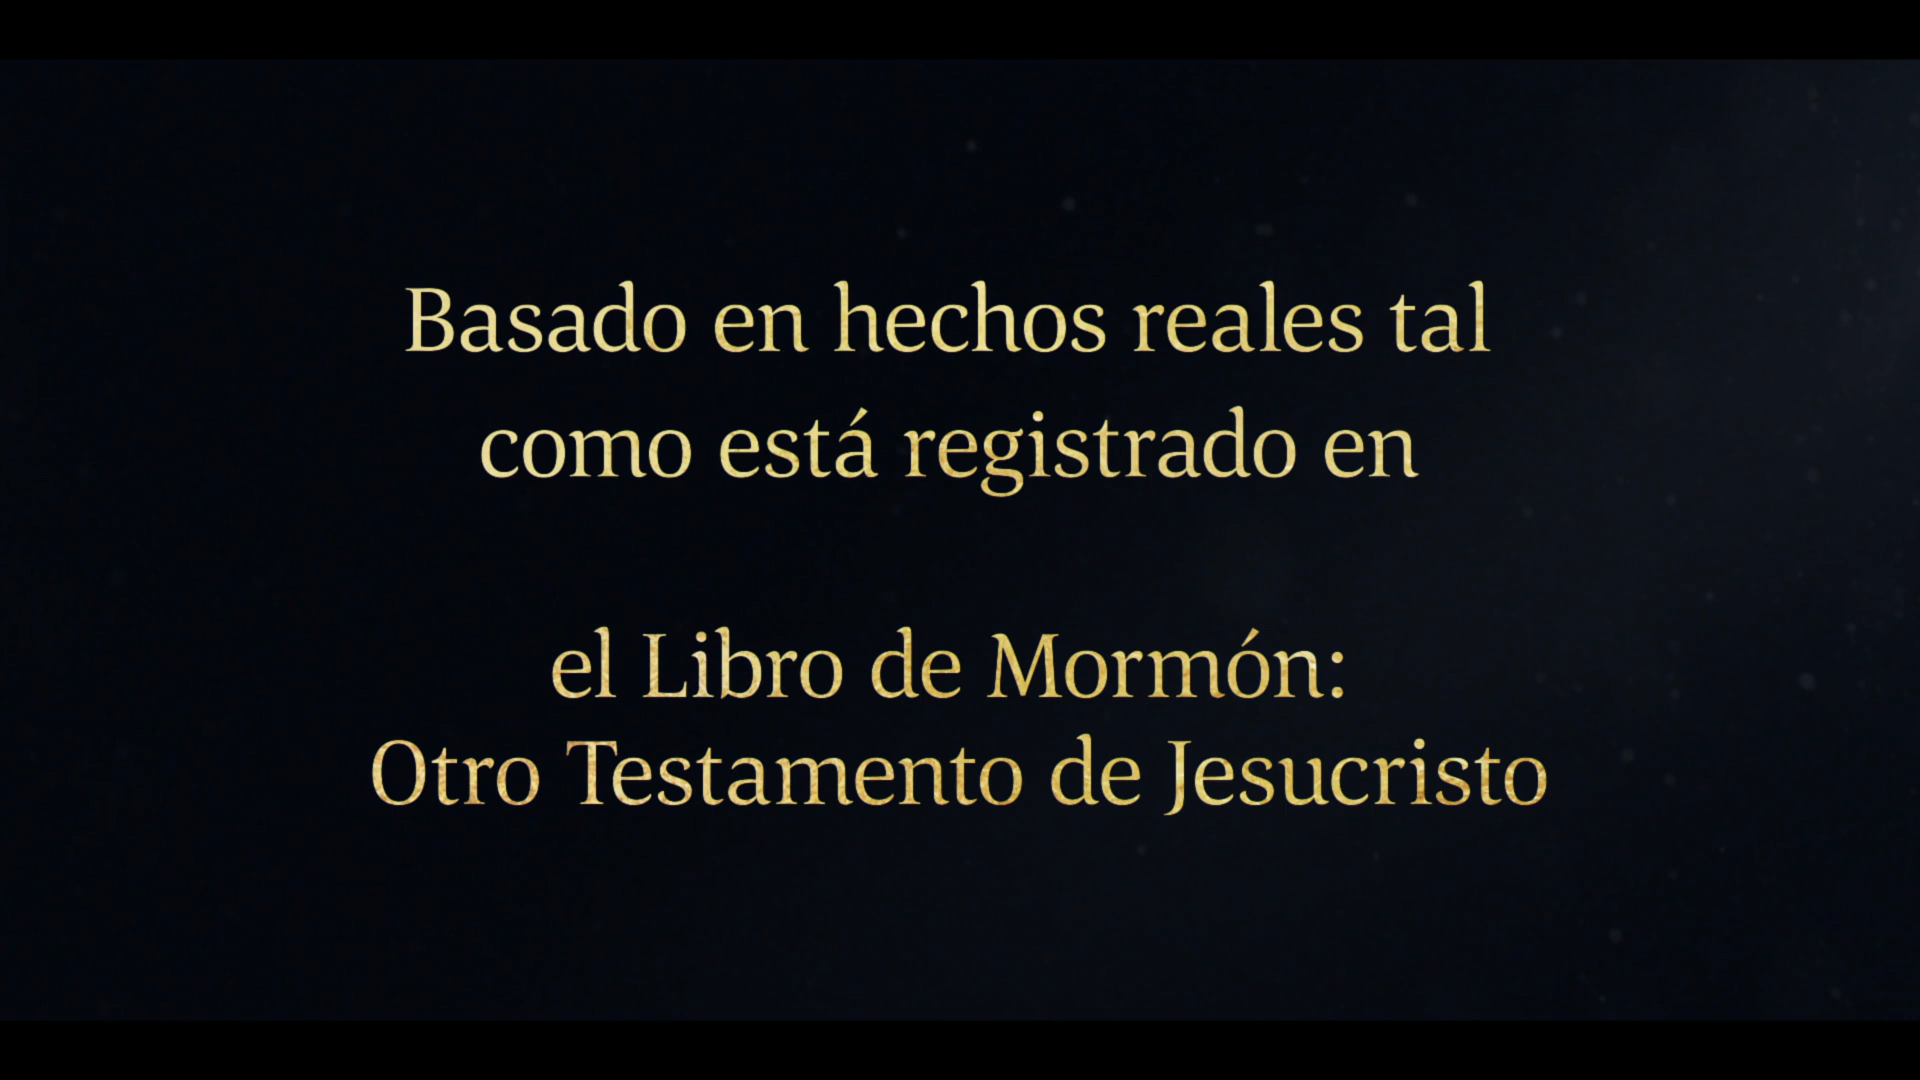 Basado en hechos reales tal
como está registrado en
el Libro de Mormón:
Otro Testamento de Jesucristo